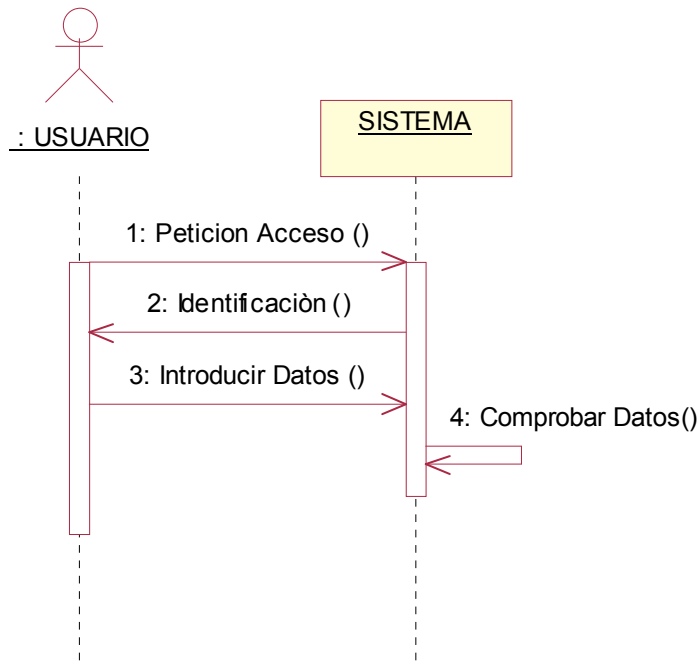 : USUARIO
SISTEMA
1: Peticion Acceso ()
2: Identificaciòn ()
3: Introducir Datos ()
4: Comprobar Datos()